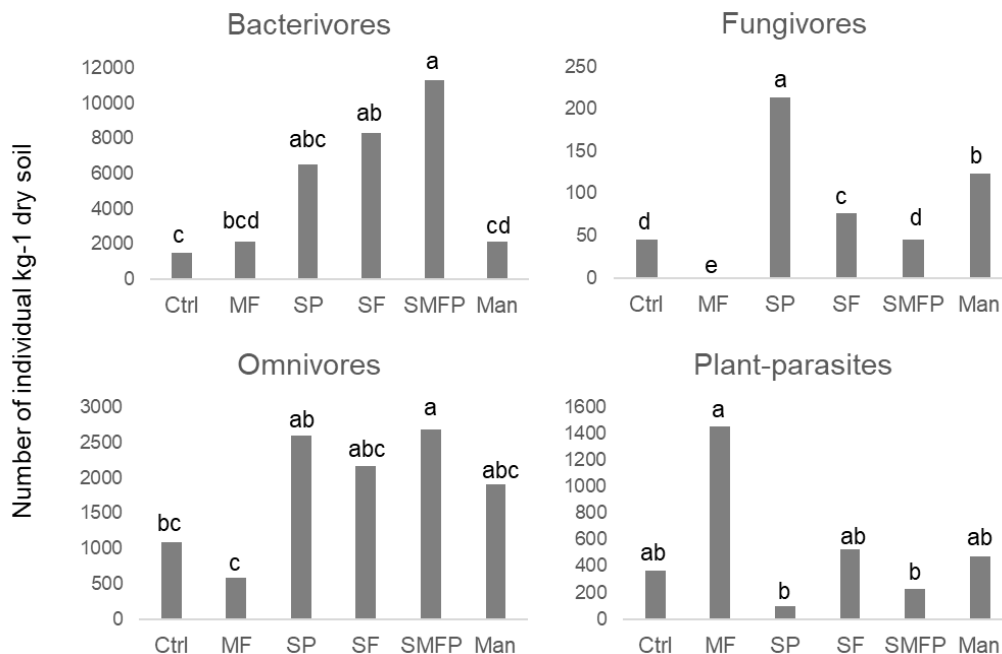 Number of individual kg-1 dry soil
Bacterivores
12000
10000
8000
6000
4000
2000
0
c
bcd
abc
ab
a
cd
Ctrl MF SP SF SMFP Man
Fungivores
250
200
150
100
50
0
d
e
a
c
d
b
Ctrl MF SP SF SMFP Man
Omnivores
3000
2500
2000
1500
1000
500
0
bc
c
ab
abc
a
abc
Ctrl MF SP SF SMFP Man
Plant-parasites
1600
1400
1200
1000
800
600
400
200
0
ab
a
b
ab
b
ab
Ctrl MF SP SF SMFP Man